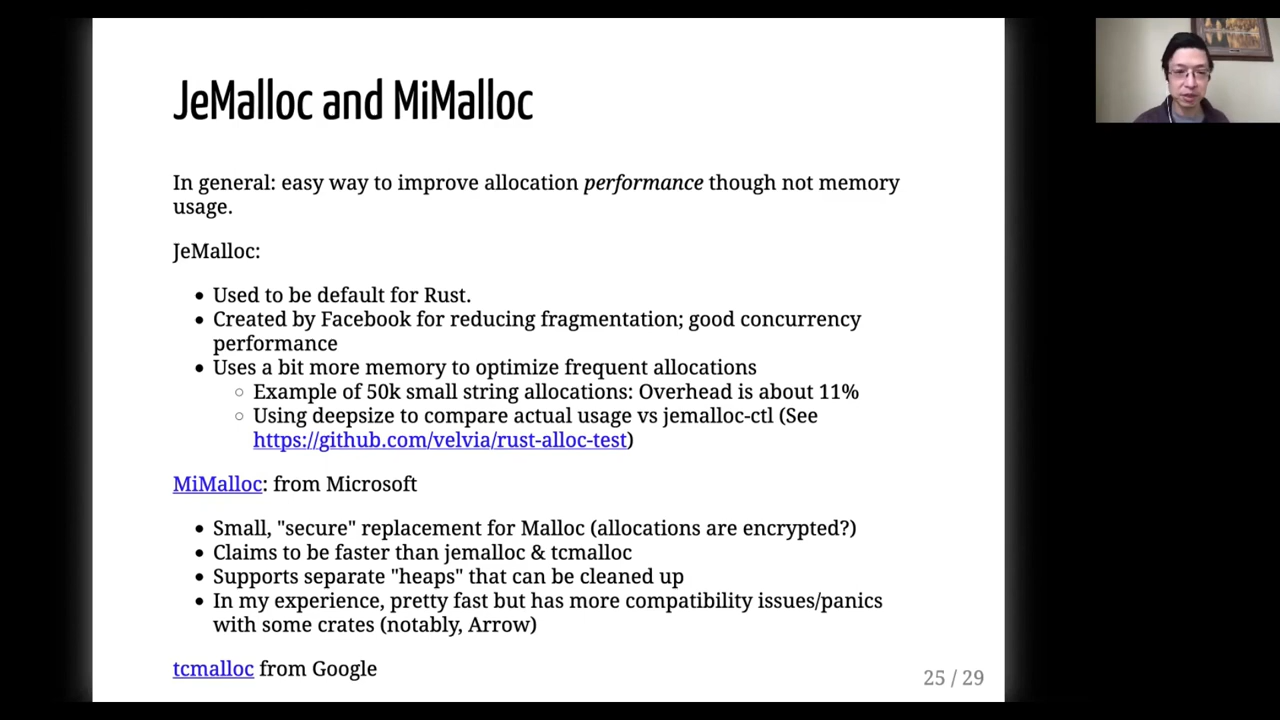 JeMalloc and MiMalloc
In general: easy way to improve allocation performance though not memory
usage.
JeMalloc:
Used to be default for Rust.
Created by Facebook for reducing fragmentation; good concurrency
performance
Uses a bit more memory to optimize frequent allocations
Example of 50k small string allocations: Overhead is about 11%
Using deepsize to compare actual usage vs jemalloc-ctl (See
https://github.com/velvia/rust-alloc-test)
MiMalloc: from Microsoft
Small, "secure" replacement for Malloc (allocations are encrypted?)
Claims to be faster than jemalloc & tcmalloc
Supports separate "heaps" that can be cleaned up
In my experience, pretty fast but has more compatibility issues/panics
with some crates (notably, Arrow)
tcmalloc from Google
25 / 29